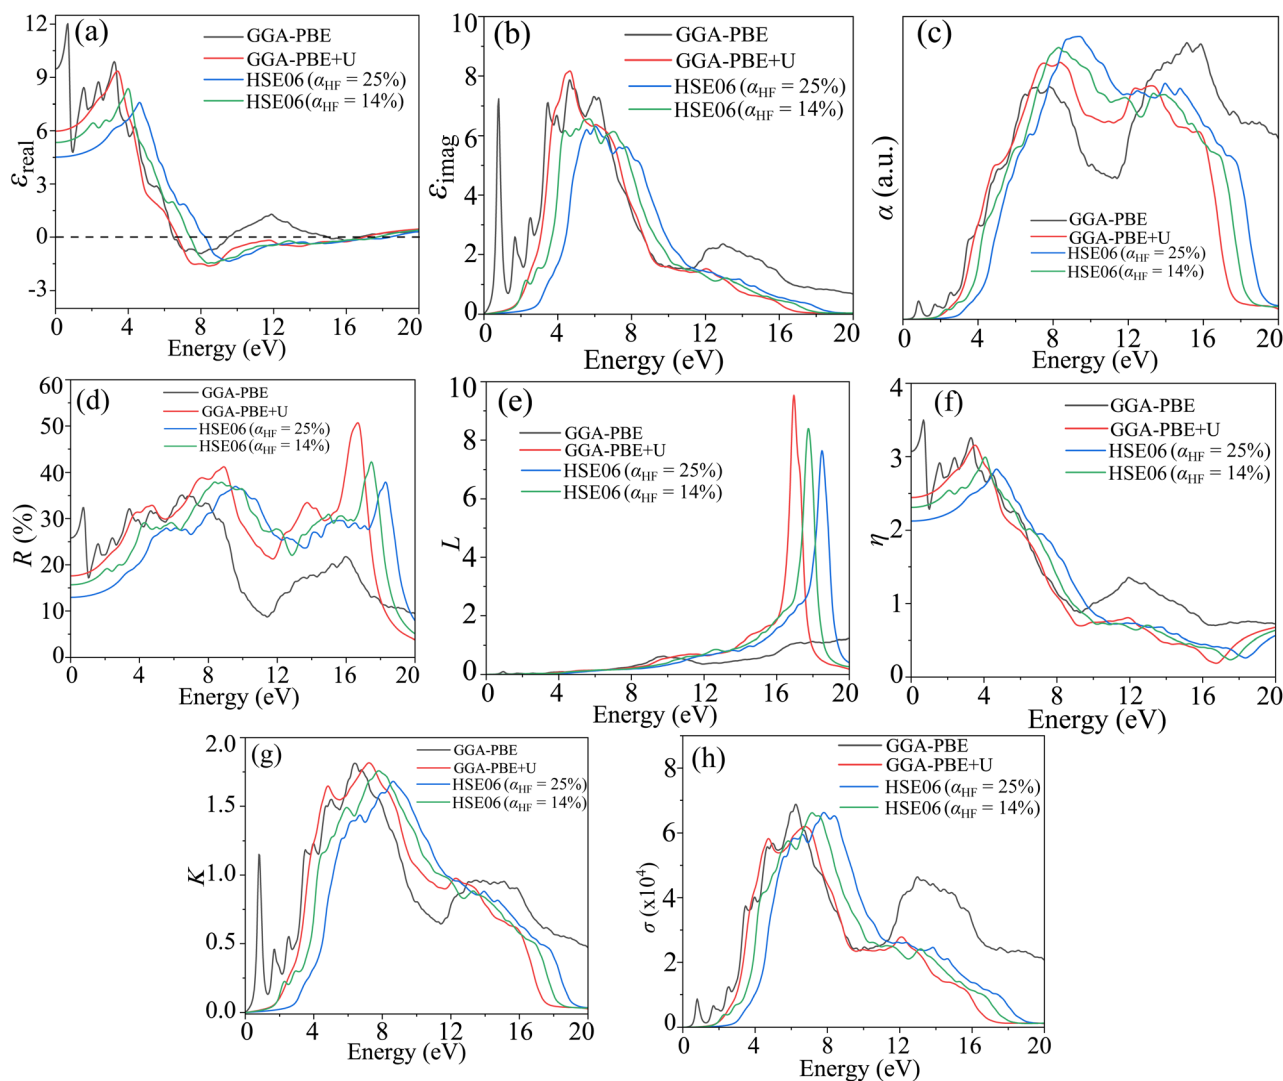 (a)
GGA-PBE
GGA-PBE+U
HSE06 (αHF = 25%)
HSE06 (αHF = 14%)
εreal
12
9
6
3
0
-3
0 4 8 12 16 20
Energy (eV)
(b)
GGA-PBE
GGA-PBE+U
HSE06 (αHF = 25%)
HSE06 (αHF = 14%)
εimag
10
8
6
4
2
0
0 4 8 12 16 20
Energy (eV)
(c)
GGA-PBE
GGA-PBE+U
HSE06 (αHF = 25%)
HSE06 (αHF = 14%)
α (a.u.)
0 4 8 12 16 20
Energy (eV)
(d)
GGA-PBE
GGA-PBE+U
HSE06 (αHF = 25%)
HSE06 (αHF = 14%)
R (%)
60
50
40
30
20
10
0
0 4 8 12 16 20
Energy (eV)
(e)
GGA-PBE
GGA-PBE+U
HSE06 (αHF = 25%)
HSE06 (αHF = 14%)
L
10
8
6
4
2
0
0 4 8 12 16 20
Energy (eV)
(f)
GGA-PBE
GGA-PBE+U
HSE06 (αHF = 25%)
HSE06 (αHF = 14%)
η
4
3
2
1
0
0 4 8 12 16 20
Energy (eV)
(g)
GGA-PBE
GGA-PBE+U
HSE06 (αHF = 25%)
HSE06 (αHF = 14%)
K
2.0
1.5
1.0
0.5
0.0
0 4 8 12 16 20
Energy (eV)
(h)
GGA-PBE
GGA-PBE+U
HSE06 (αHF = 25%)
HSE06 (αHF = 14%)
σ (x10⁴)
8
6
4
2
0
0 4 8 12 16 20
Energy (eV)